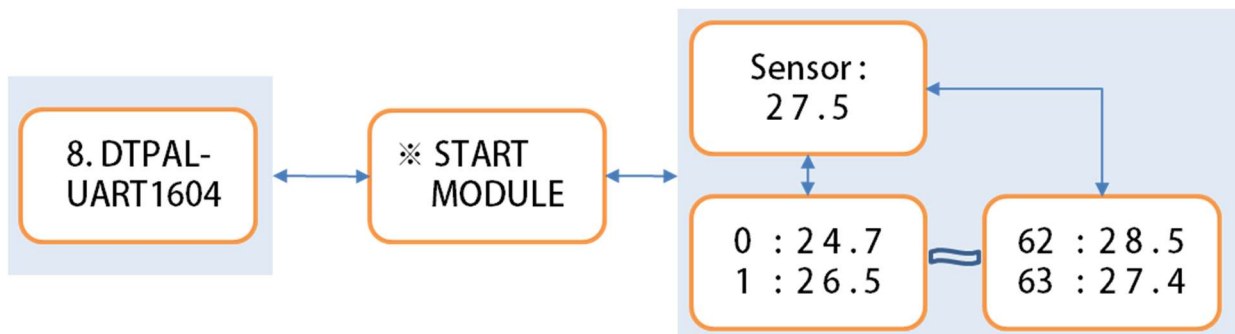 8. DTPAL-
UART1604
※ START
MODULE
Sensor:
27.5
0 :24.7
1 :26.5
62 :28.5
63 :27.4